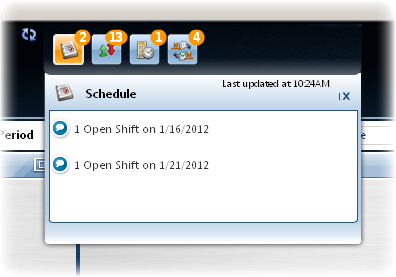 2 13 1 4
Schedule
Last updated at 10:24AM
X
1 Open Shift on 1/16/2012
1 Open Shift on 1/21/2012
Period